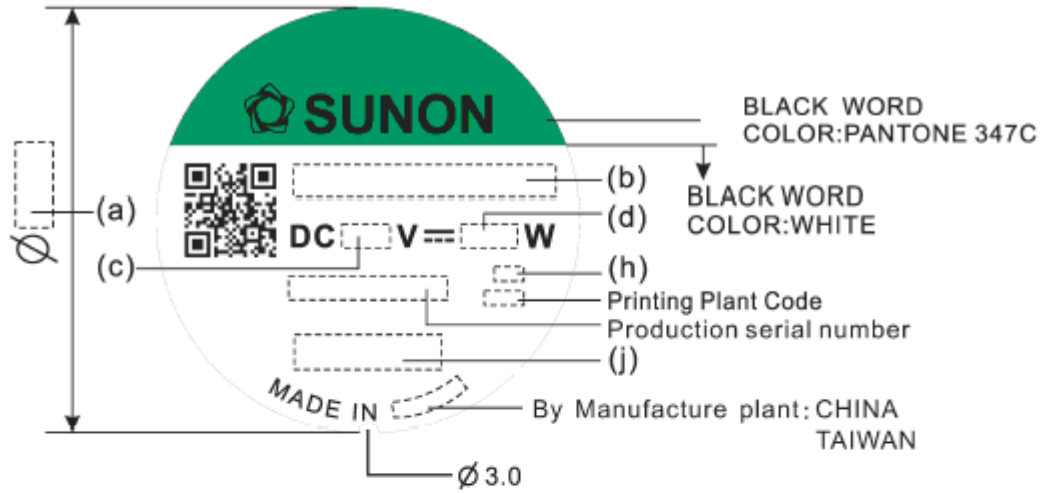 SUNON
BLACK WORD
COLOR:PANTONE 347C
(b)
BLACK WORD
COLOR:WHITE
(a)
(d)
DC V W
(c)
(h)
Printing Plant Code
Production serial number
(j)
MADE IN
By Manufacture plant: CHINA
TAIWAN
Ø
Ø 3.0